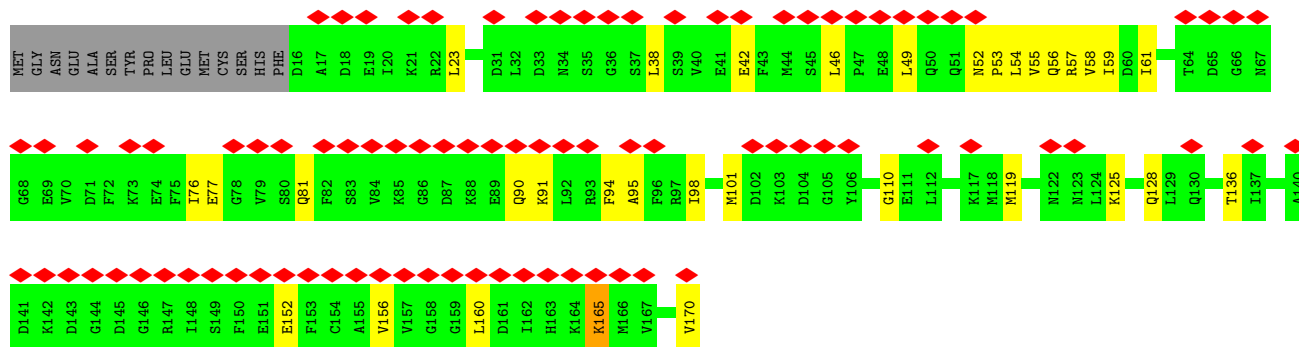 MET GLY ASN GLU ALA SER TYR PRO LEU GLU MET CYS SER HIS PHE D16 A17 D18 E19 I20 K21 R22 L23 D31 L32 D33 N34 S35 G36 S37 L38 S39 V40 E41 E42 F43 M44 S45 L46 P47 E48 L49 Q50 Q51 N52 P53 L54 V55 Q56 R57 V58 I59 D60 I61 T64 D65 G66 N67
G68 E69 V70 D71 F72 K73 E74 F75 I76 E77 G78 V79 S80 Q81 F82 S83 V84 K85 G86 D87 K88 E89 Q90 K91 L92 R93 F94 A95 F96 R97 I98 M101 D102 K103 D104 G105 Y106 G110 E111 L112 K117 M118 M119 N122 N123 L124 K125 Q128 L129 Q130 T136 I137 A140
D141 K142 D143 G144 D145 G146 R147 I148 S149 F150 E151 E152 F153 C154 A155 V156 V157 G158 G159 L160 D161 I162 H163 K164 K165 M166 V167 V170